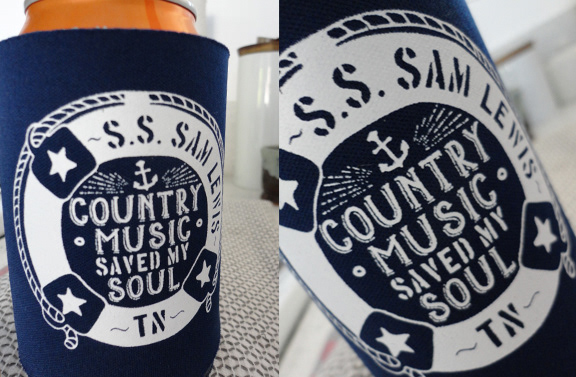 ~S.S. SAM LEWIS~
COUNTRY
MUSIC
SAVED MY
SOUL
~TN~
~S.S. SAM LEWIS~
COUNTRY
MUSIC
SAVED MY
SOUL
~TN~